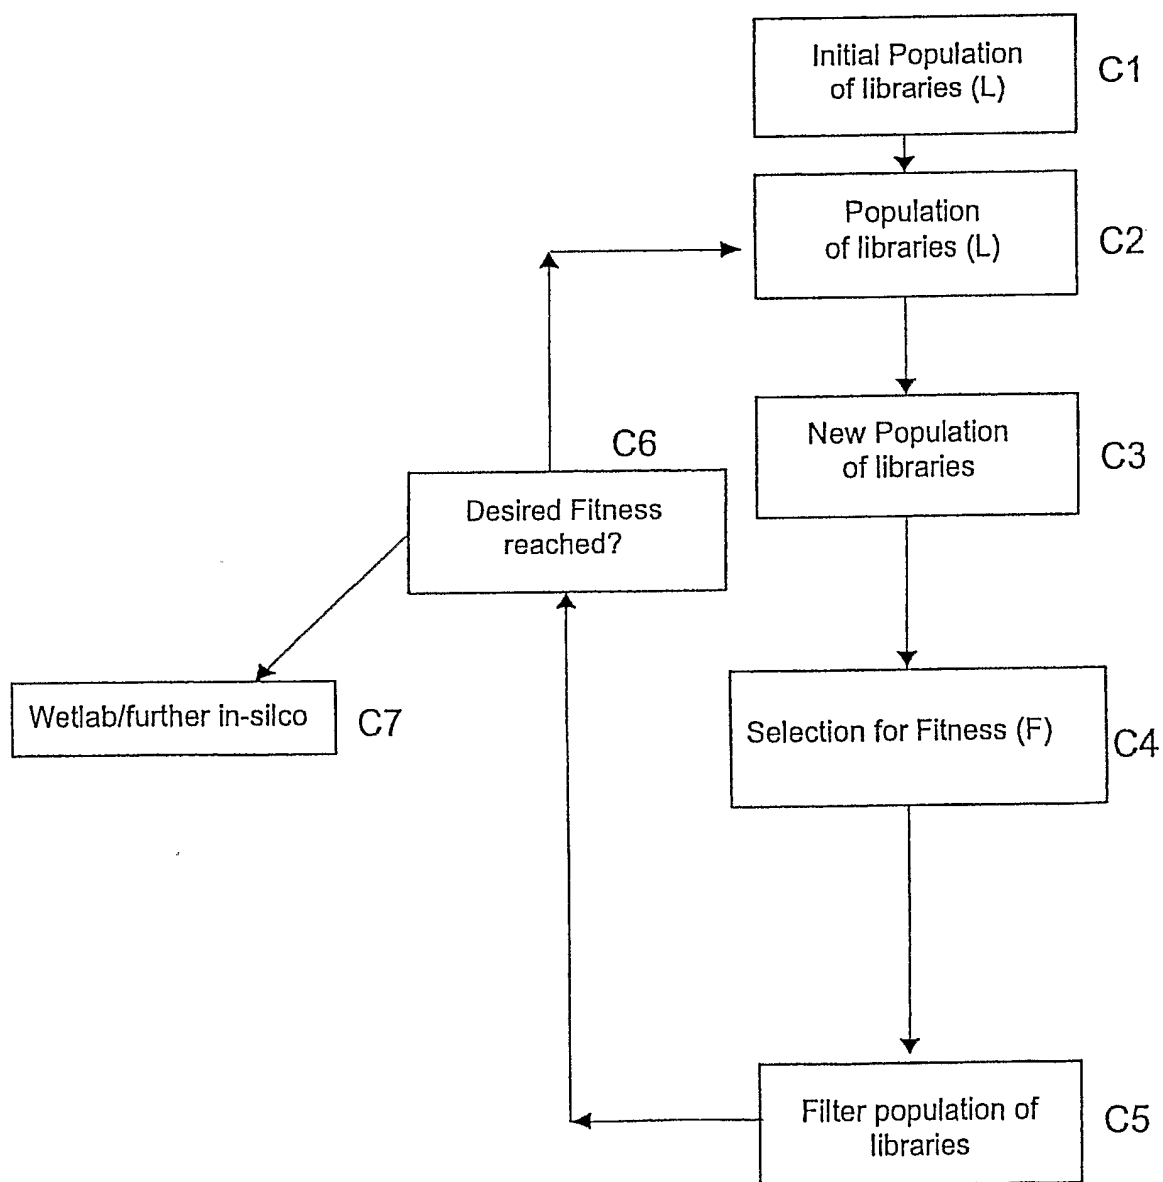 Initial Population
of libraries (L)
C1
Population
of libraries (L)
C2
New Population
of libraries
C3
C6
Desired Fitness
reached?
Wetlab/further in-silco
C7
Selection for Fitness (F)
C4
Filter population of
libraries
C5